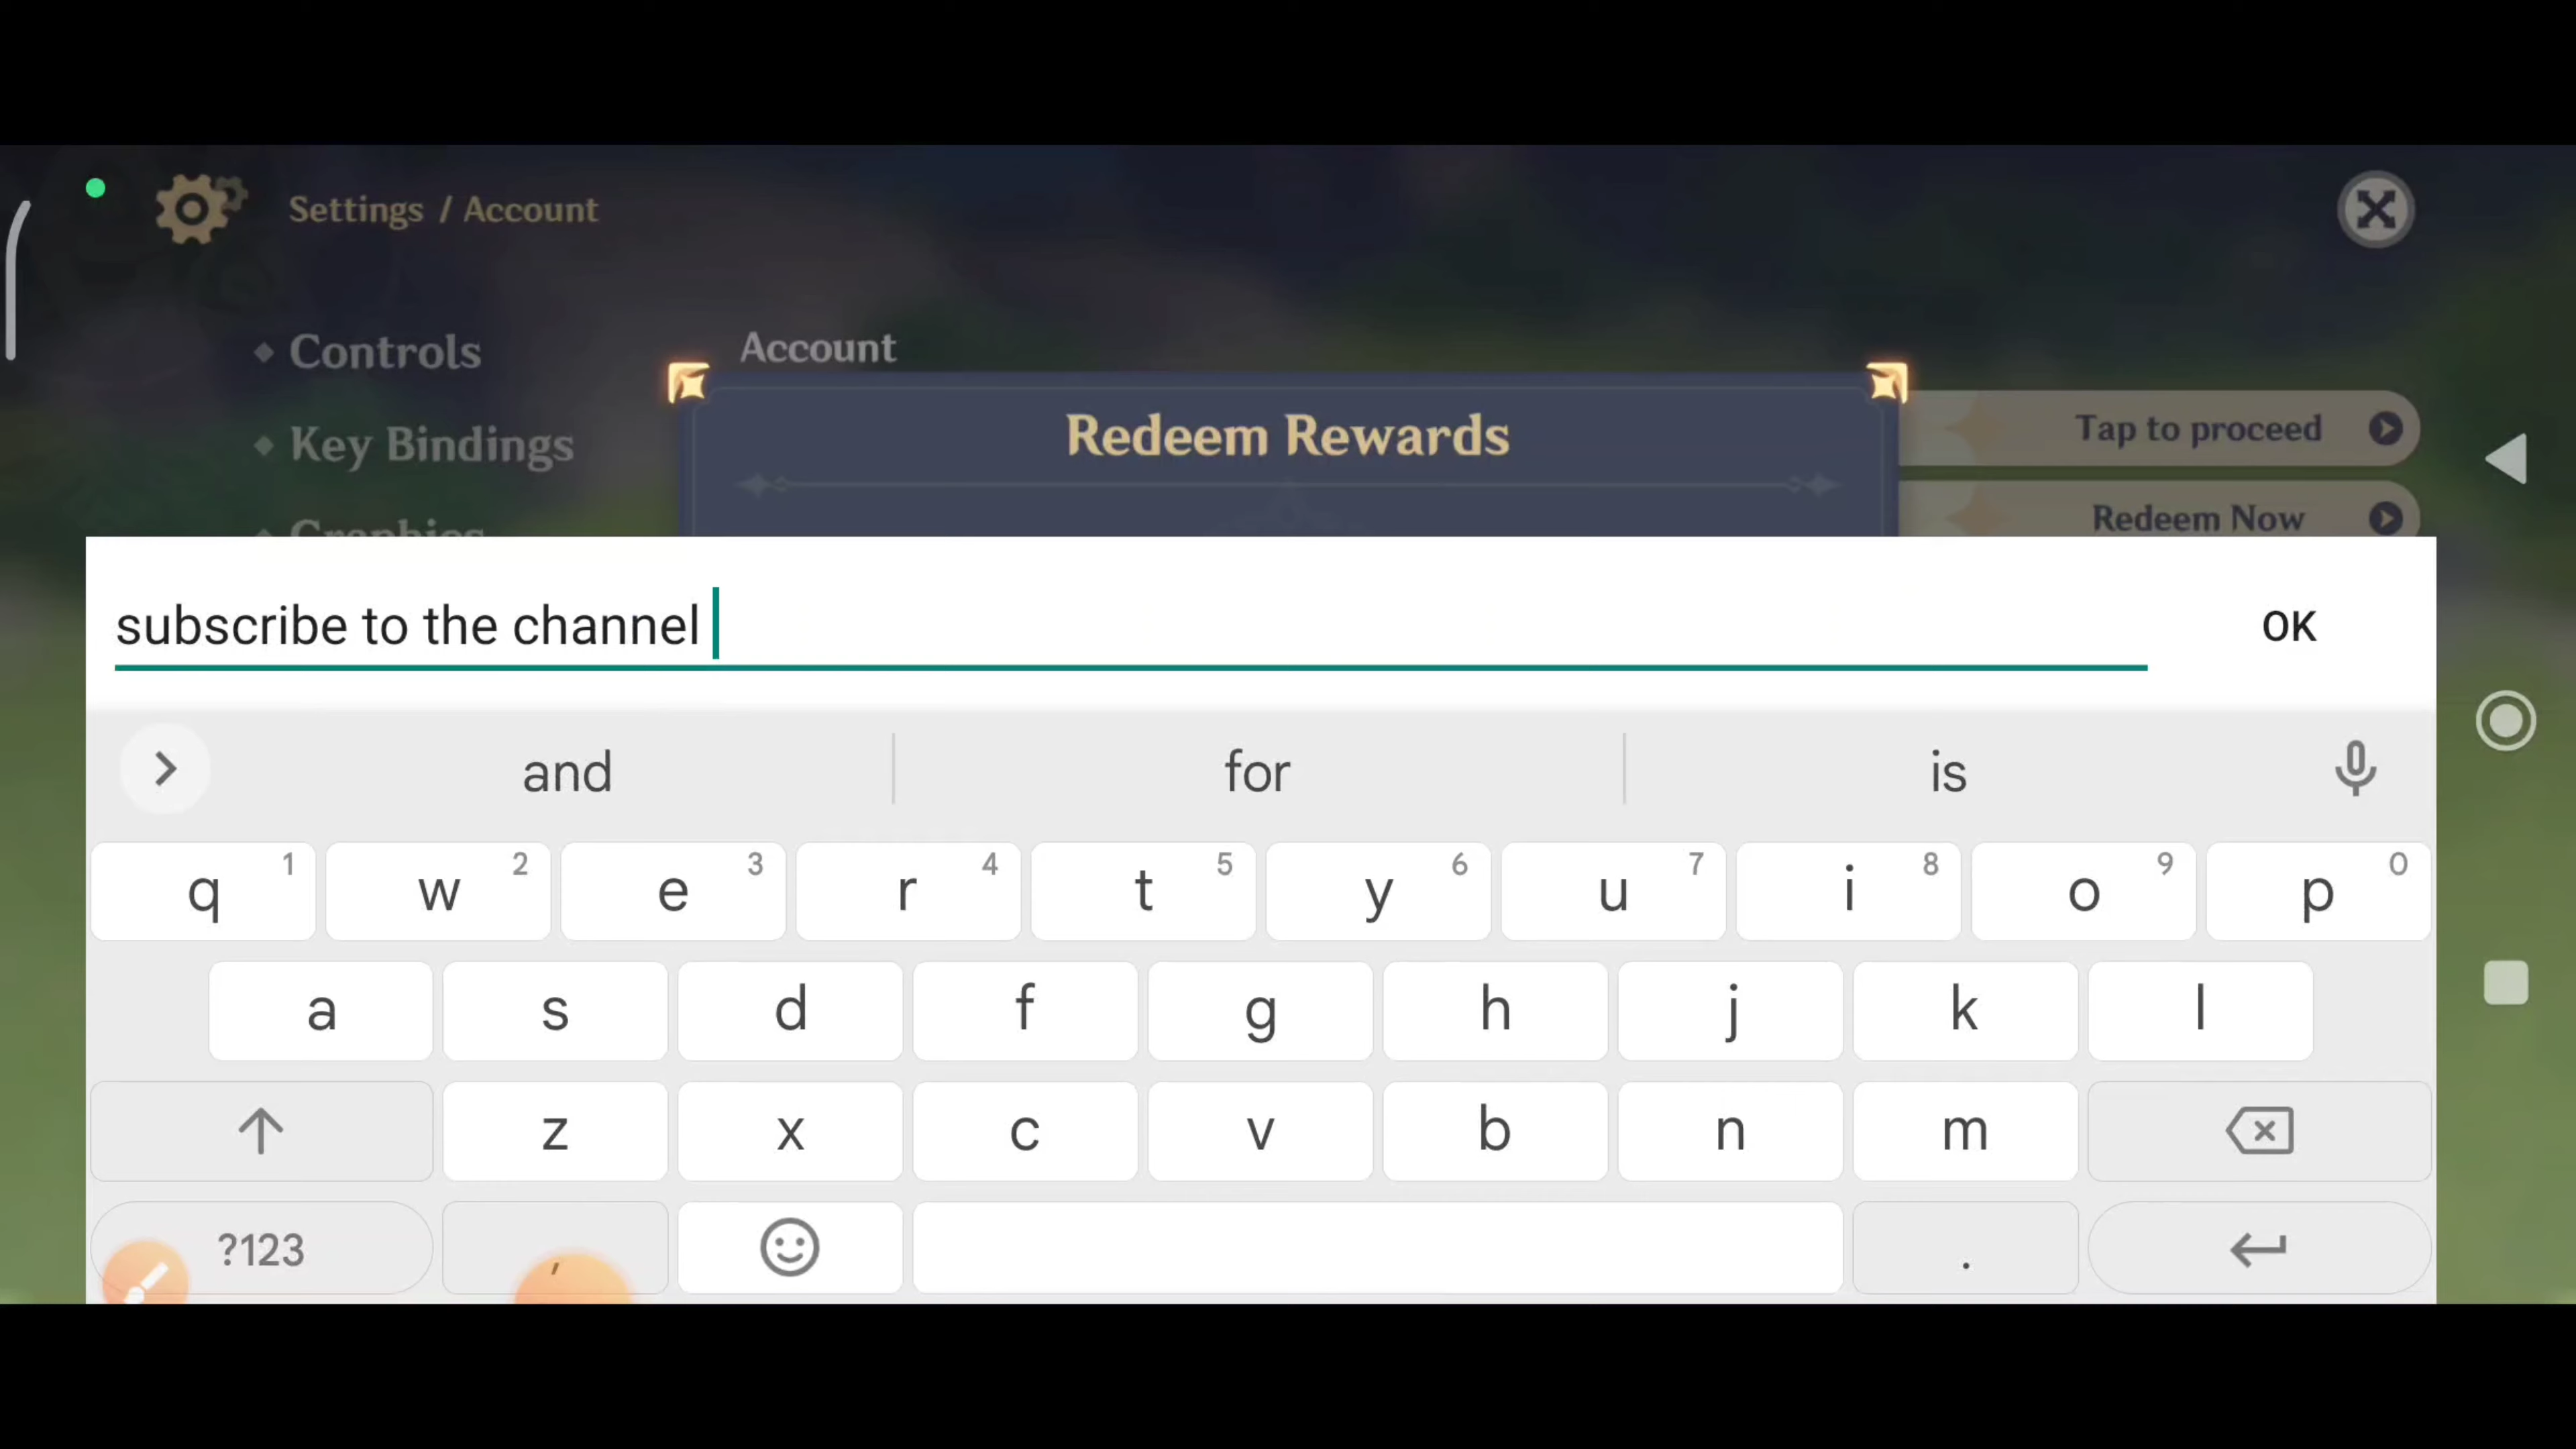 Settings / Account
Controls
Account
Key Bindings
Redeem Rewards
Tap to proceed
Graphics
Redeem Now
subscribe to the channel
OK
and for is
q 1 w 2 e 3 r 4 t 5 y 6 u 7 i 8 o 9 p 0
a s d f g h j k l
z x c v b n m
?123 , .